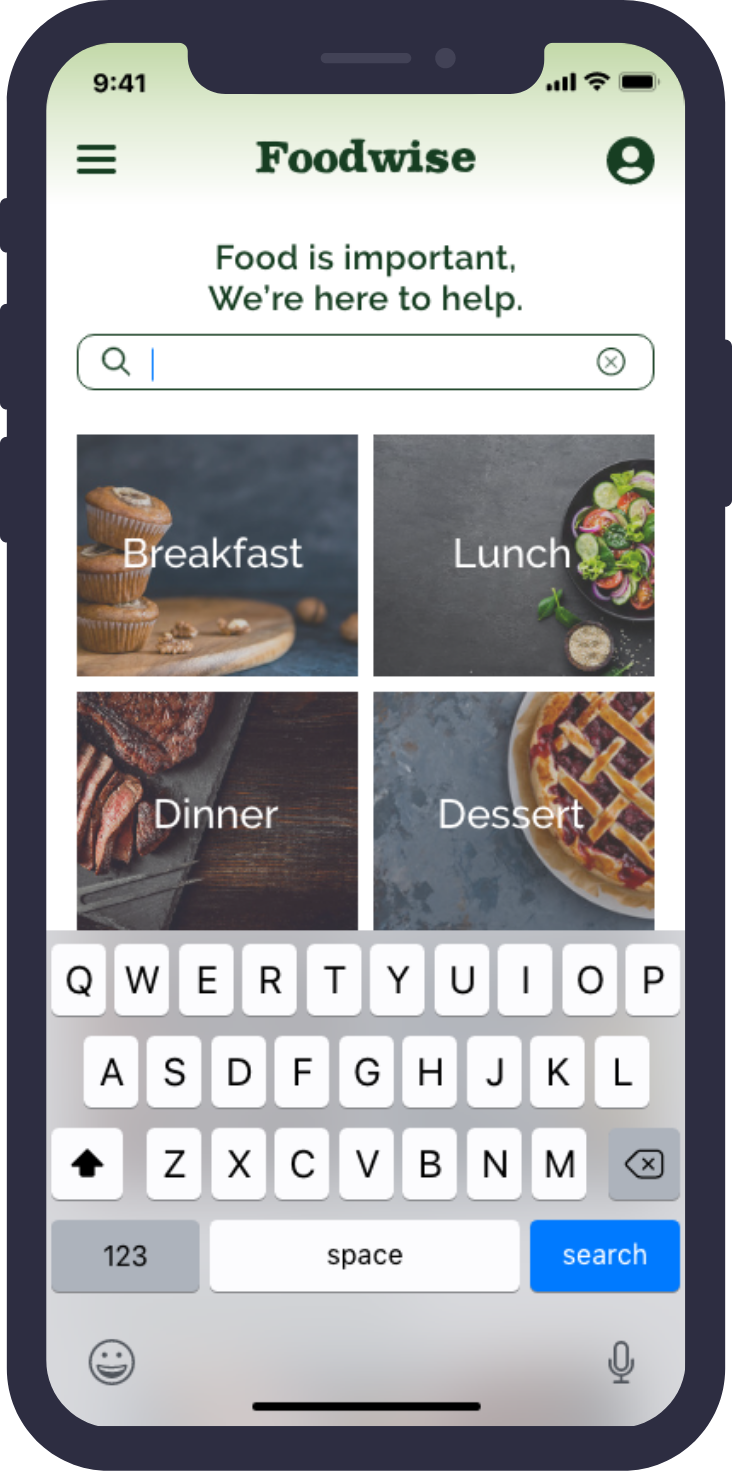 9:41
Foodwise
Food is important,
We're here to help.
Breakfast
Lunch
Dinner
Dessert
Q W E R T Y U I O P
A S D F G H J K L
Z X C V B N M
123 space search